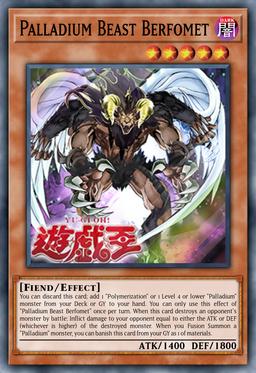 Palladium Beast Berfomet
DARK
闇
YU-GI-OH!
遊戯王
[Fiend/Effect]
You can discard this card; add 1 "Polymerization" or 1 Level 4 or lower "Palladium"
monster from your Deck or GY to your hand. You can only use this effect of
"Palladium Beast Berfomet" once per turn. When this card destroys an opponent's
monster by battle: Inflict damage to your opponent equal to either the ATK or DEF
(whichever is higher) of the destroyed monster. When you Fusion Summon a
"Palladium" monster, you can banish this card from your GY as 1 of materials.
ATK/1400 DEF/1800